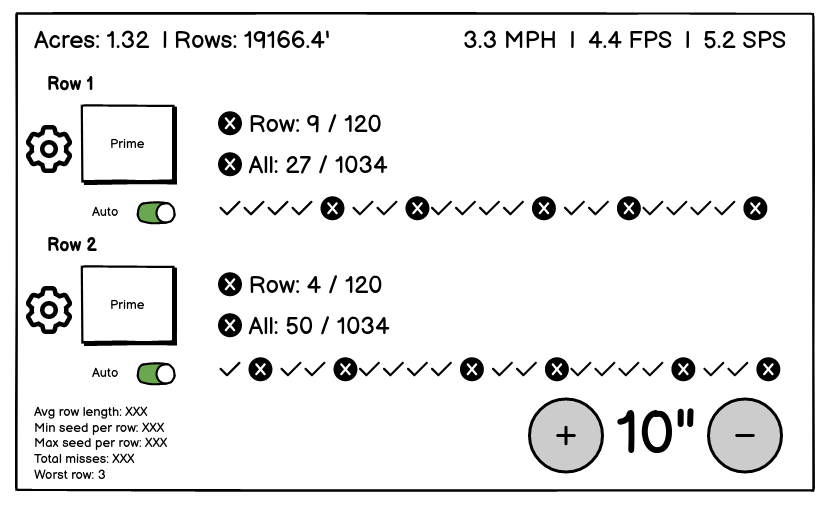 Acres: 1.32 | Rows: 19166.4'
3.3 MPH | 4.4 FPS | 5.2 SPS
Row 1
Prime
Row: 9 / 120
All: 27 / 1034
Auto
Row 2
Prime
Row: 4 / 120
All: 50 / 1034
Auto
Avg row length: XXX
Min seed per row: XXX
Max seed per row: XXX
Total misses: XXX
Worst row: 3
+ 10" −